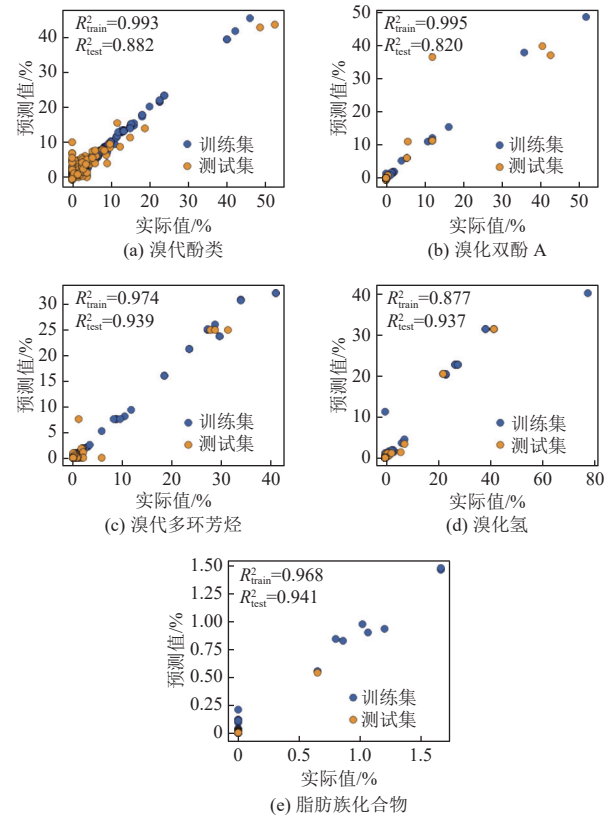 R²train=0.993
R²test=0.882
预测值/%
40
30
20
10
0
训练集
测试集
0 10 20 30 40 50
实际值/%
(a) 溴代酚类
R²train=0.995
R²test=0.820
预测值/%
50
40
30
20
10
0
训练集
测试集
0 10 20 30 40 50
实际值/%
(b) 溴化双酚 A
R²train=0.974
R²test=0.939
预测值/%
30
25
20
15
10
5
0
训练集
测试集
0 10 20 30 40
实际值/%
(c) 溴代多环芳烃
R²train=0.877
R²test=0.937
预测值/%
50
40
30
20
10
0
训练集
测试集
0 20 40 60 80
实际值/%
(d) 溴化氢
R²train=0.968
R²test=0.941
预测值/%
1.50
1.25
1.00
0.75
0.50
0.25
0
训练集
测试集
0 0.5 1.0 1.5
实际值/%
(e) 脂肪族化合物